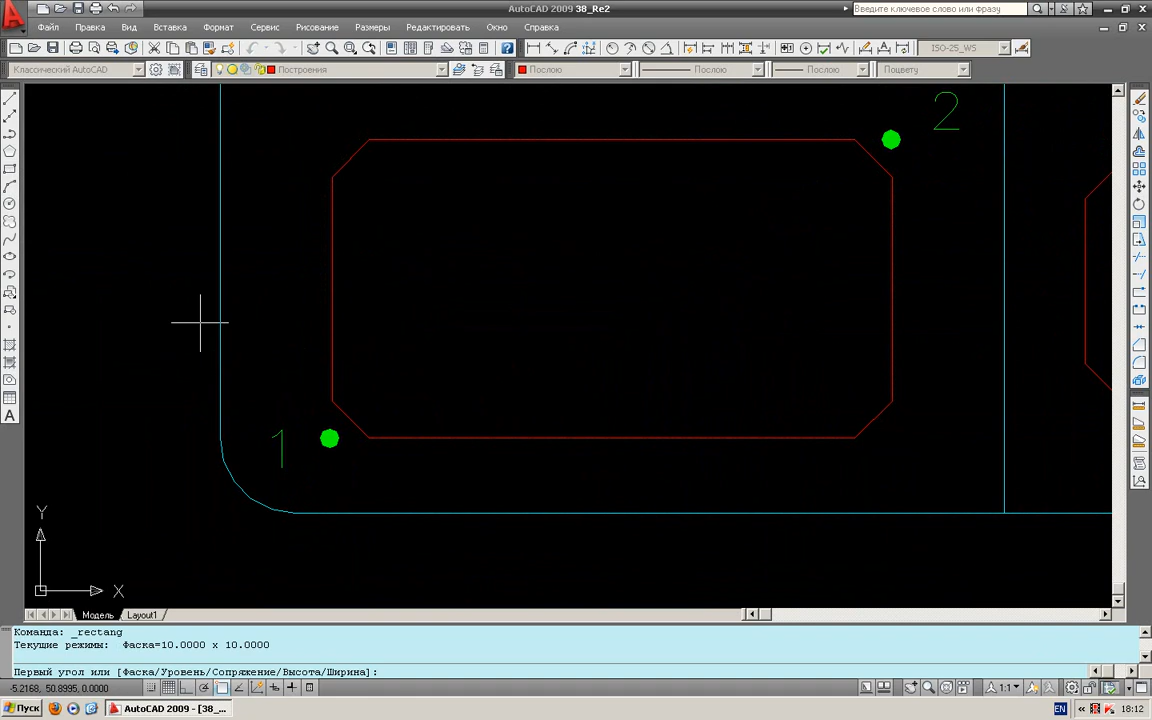 AutoCAD 2009 38_Re2
Введите ключевое слово или фразу
Файл Правка Вид Вставка Формат Сервис Рисование Размеры Редактировать Окно Справка
ISO-25_WS
Классический AutoCAD
Построения
Послою
Послою
Послою
Поцвету
2
1
Y
X
A
Модель Layout1
Команда: _rectang
Текущие режимы: Фаска=10.0000 x 10.0000
Первый угол или [Фаска/Уровень/Сопряжение/Высота/Ширина]:
-5.2168, 50.8995, 0.0000
1:1
Пуск
AutoCAD 2009 - [38_...
EN
18:12